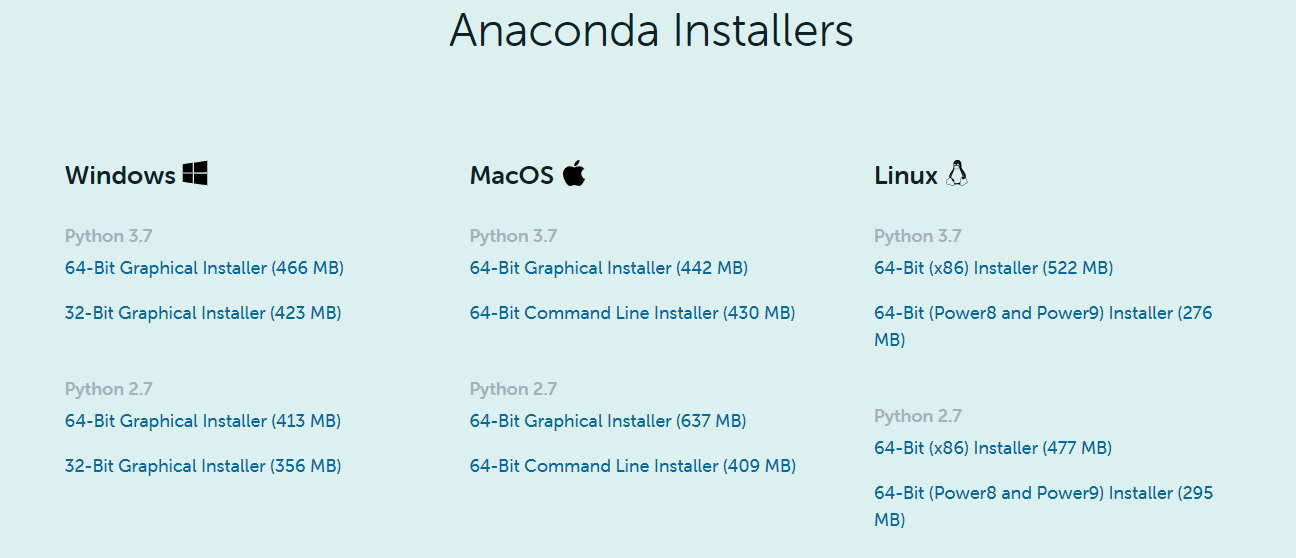 Anaconda Installers
Windows
Python 3.7
64-Bit Graphical Installer (466 MB)
32-Bit Graphical Installer (423 MB)
Python 2.7
64-Bit Graphical Installer (413 MB)
32-Bit Graphical Installer (356 MB)
MacOS
Python 3.7
64-Bit Graphical Installer (442 MB)
64-Bit Command Line Installer (430 MB)
Python 2.7
64-Bit Graphical Installer (637 MB)
64-Bit Command Line Installer (409 MB)
Linux
Python 3.7
64-Bit (x86) Installer (522 MB)
64-Bit (Power8 and Power9) Installer (276
MB)
Python 2.7
64-Bit (x86) Installer (477 MB)
64-Bit (Power8 and Power9) Installer (295
MB)